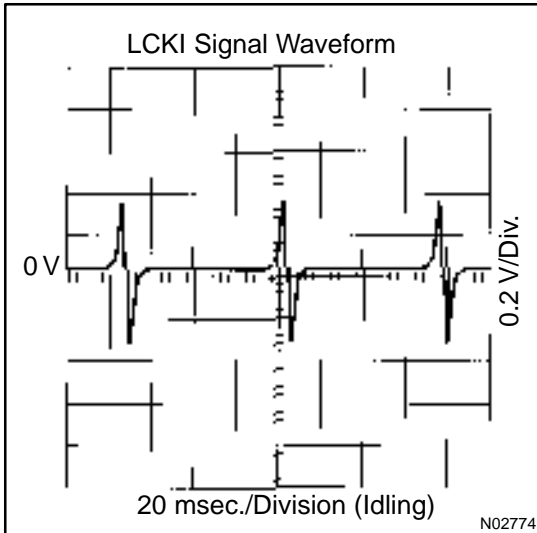 LCKI Signal Waveform
0 V
0.2 V/Div.
20 msec./Division (Idling)
N02774